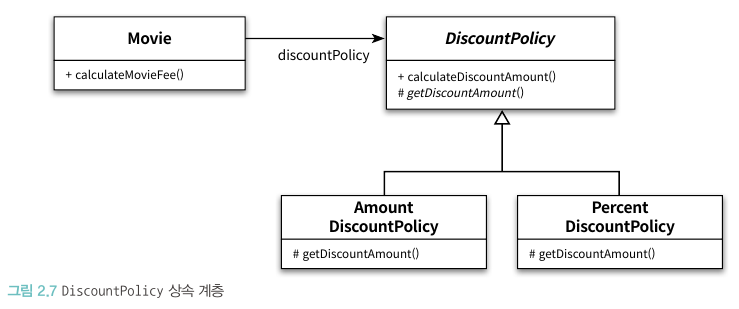 Movie
+ calculateMovieFee()
discountPolicy
DiscountPolicy
+ calculateDiscountAmount()
# getDiscountAmount()
Amount
DiscountPolicy
# getDiscountAmount()
Percent
DiscountPolicy
# getDiscountAmount()
그림 2.7 DiscountPolicy 상속 계층